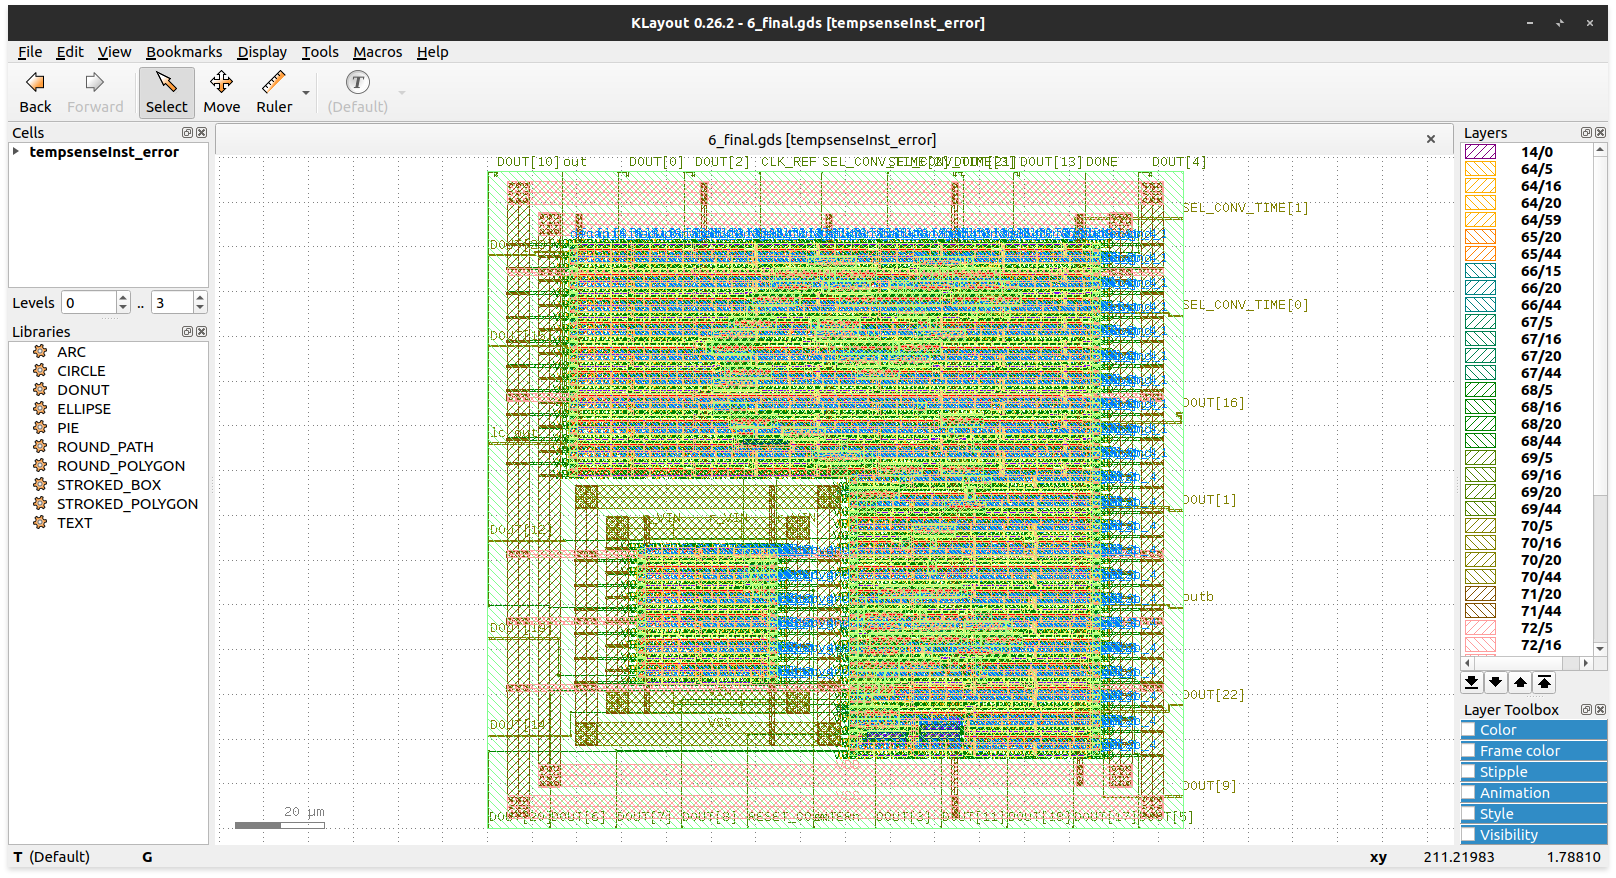 KLayout 0.26.2 - 6_final.gds [tempsenseInst_error]
File Edit View Bookmarks Display Tools Macros Help
Back Forward Select Move Ruler T (Default)
Cells
tempsenseInst_error
Levels 0 .. 3
Libraries
ARC
CIRCLE
DONUT
ELLIPSE
PIE
ROUND_PATH
ROUND_POLYGON
STROKED_BOX
STROKED_POLYGON
TEXT
6_final.gds [tempsenseInst_error]
DOUT[10] out DOUT[0] DOUT[2] CLK_REF DOUT[13] DONE DOUT[4]
SEL_CONV_TIME[1]
SEL_CONV_TIME[0]
DOUT[16]
DOUT[1]
outb
DOUT[22]
DOUT[9]
VSS
DOUT[20] DOUT[6] DOUT[7] DOUT[8] DOUT[3] DOUT[11] DOUT[18] DOUT[17] DOUT[5]
20 µm
Layers
14/0
64/5
64/16
64/20
64/59
65/20
65/44
66/15
66/20
66/44
67/5
67/16
67/20
67/44
68/5
68/16
68/20
68/44
69/5
69/16
69/20
69/44
70/5
70/16
70/20
70/44
71/20
71/44
72/5
72/16
Layer Toolbox
Color
Frame color
Stipple
Animation
Style
Visibility
T (Default) G xy 211.21983 1.78810